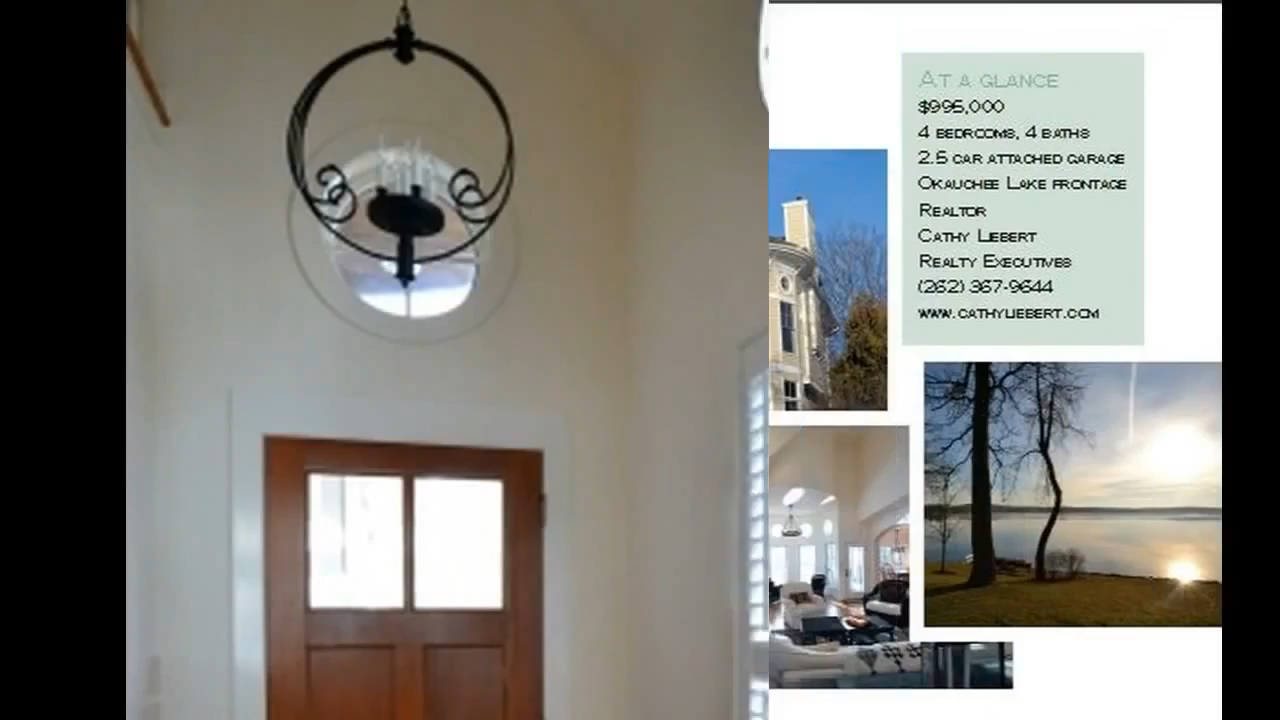 At a glance
$995,000
4 bedrooms, 4 baths
2.5 car attached garage
Okauchee Lake frontage
Realtor
Cathy Liebert
Realty Executives
(262) 367-9644
www.cathyliebert.com